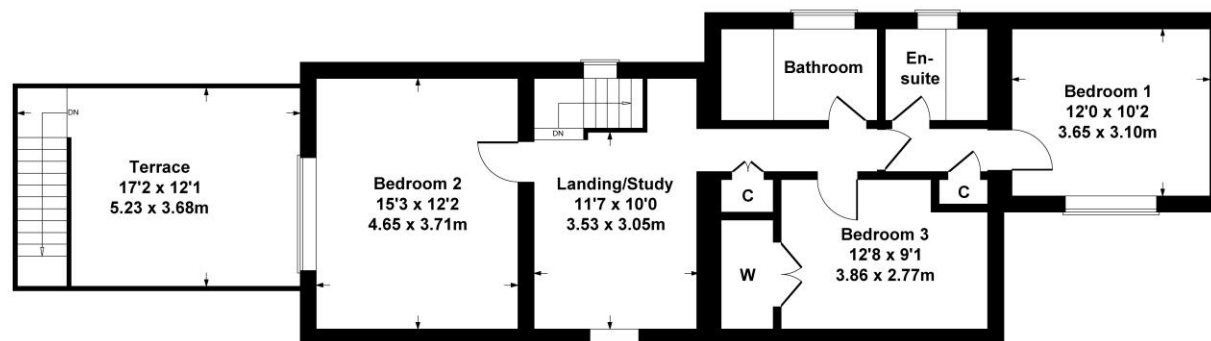 DN
Terrace
17'2 x 12'1
5.23 x 3.68m
Bedroom 2
15'3 x 12'2
4.65 x 3.71m
DN
Landing/Study
11'7 x 10'0
3.53 x 3.05m
Bathroom
En-
suite
Bedroom 1
12'0 x 10'2
3.65 x 3.10m
C
C
W
Bedroom 3
12'8 x 9'1
3.86 x 2.77m